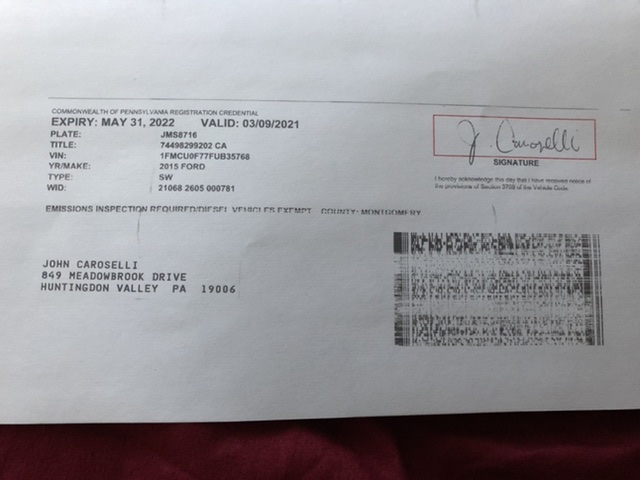 COMMONWEALTH OF PENNSYLVANIA REGISTRATION CREDENTIAL
EXPIRY: MAY 31, 2022 VALID: 03/09/2021
PLATE: JMS8716
TITLE: 74498299202 CA
VIN: 1FMCU0F77FUB35768
YR/MAKE: 2015 FORD
TYPE: SW
WID: 21068 2605 000781
EMISSIONS INSPECTION REQUIRED/DIESEL VEHICLES EXEMPT COUNTY: MONTGOMERY
J. Caroselli
SIGNATURE
I hereby acknowledge this day that I have received notice of
the provisions of Section 3709 of the Vehicle Code.
JOHN CAROSELLI
849 MEADOWBROOK DRIVE
HUNTINGDON VALLEY PA 19006